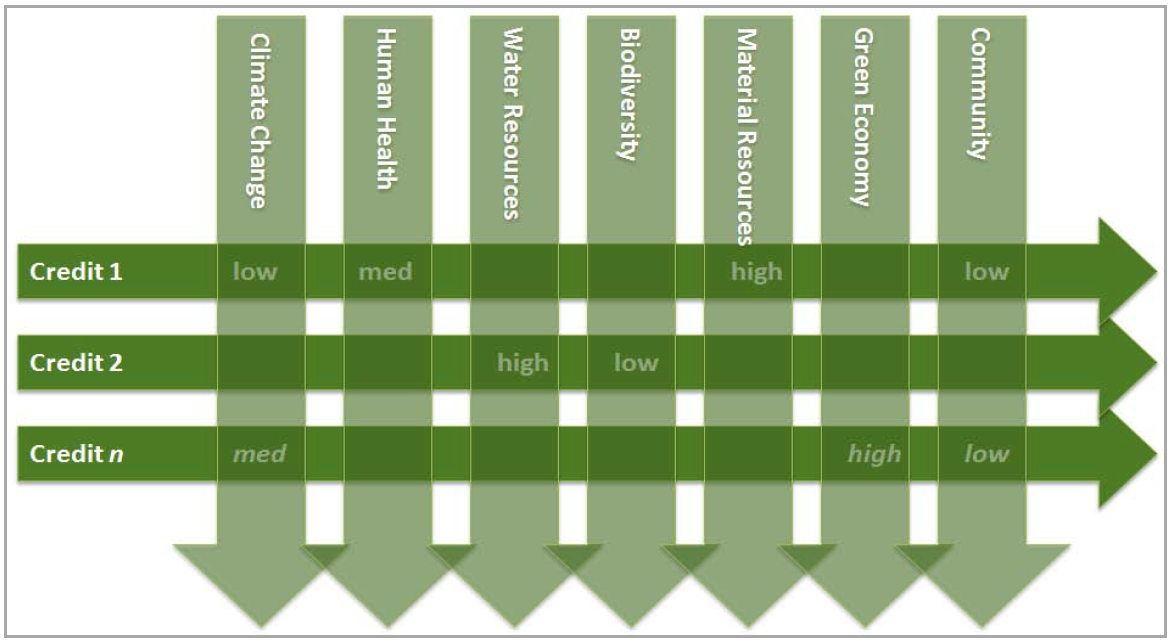 Climate Change
Human Health
Water Resources
Biodiversity
Material Resources
Green Economy
Community
Credit 1 low med high low
Credit 2 high low
Credit n med high low